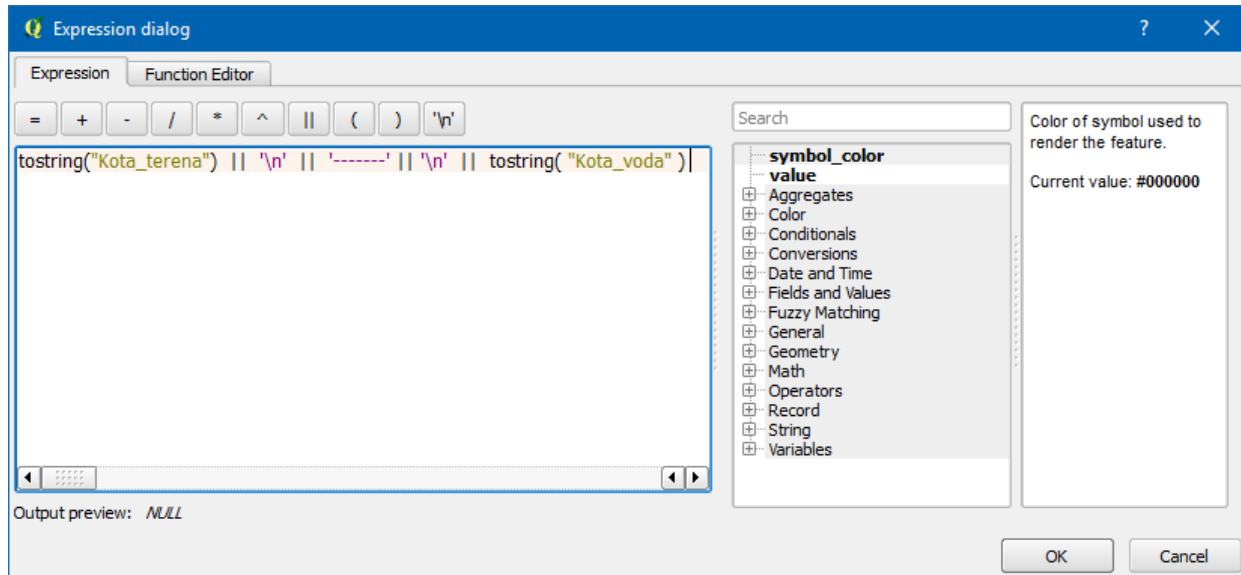 Expression dialog ? ×
Expression Function Editor
= + - / * ^ || ( ) '\n'
tostring("Kota_terena") || '\n' || '-------' || '\n' || tostring( "Kota_voda" )
Output preview: NULL
Search
symbol_color
value
Aggregates
Color
Conditionals
Conversions
Date and Time
Fields and Values
Fuzzy Matching
General
Geometry
Math
Operators
Record
String
Variables
Color of symbol used to
render the feature.
Current value: #000000
OK Cancel